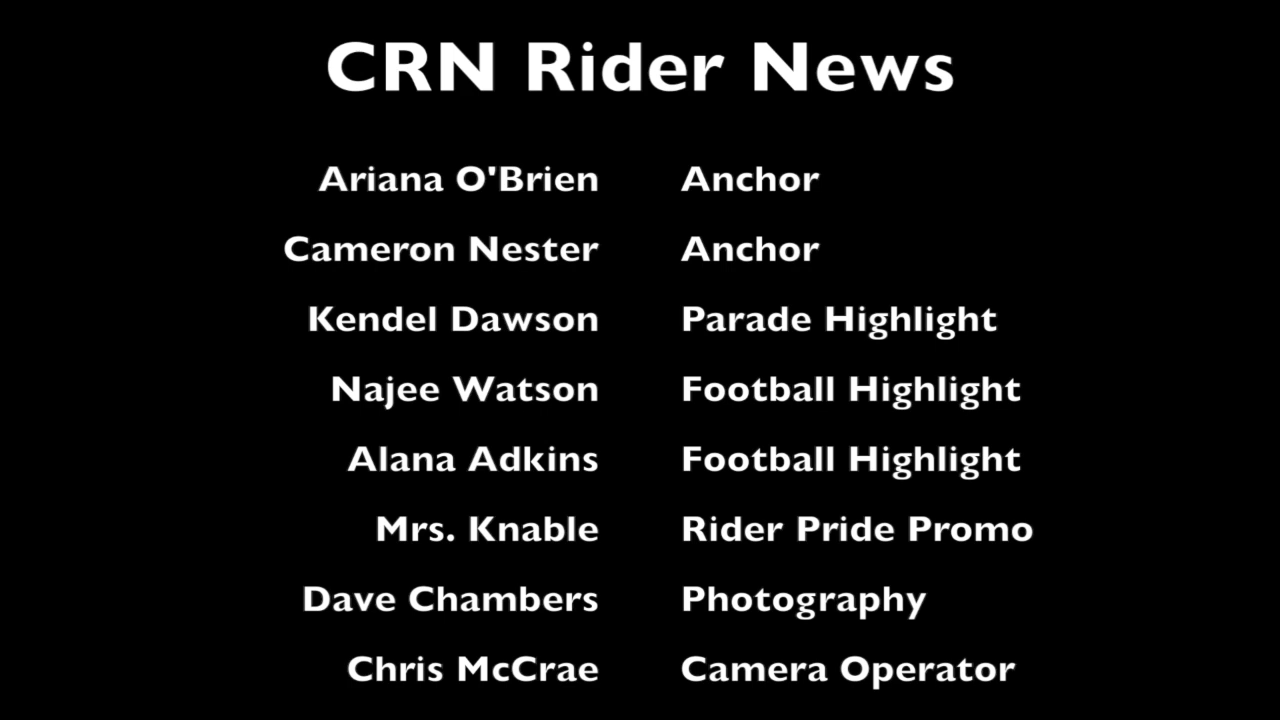 CRN Rider News
Ariana O'Brien Anchor
Cameron Nester Anchor
Kendel Dawson Parade Highlight
Najee Watson Football Highlight
Alana Adkins Football Highlight
Mrs. Knable Rider Pride Promo
Dave Chambers Photography
Chris McCrae Camera Operator